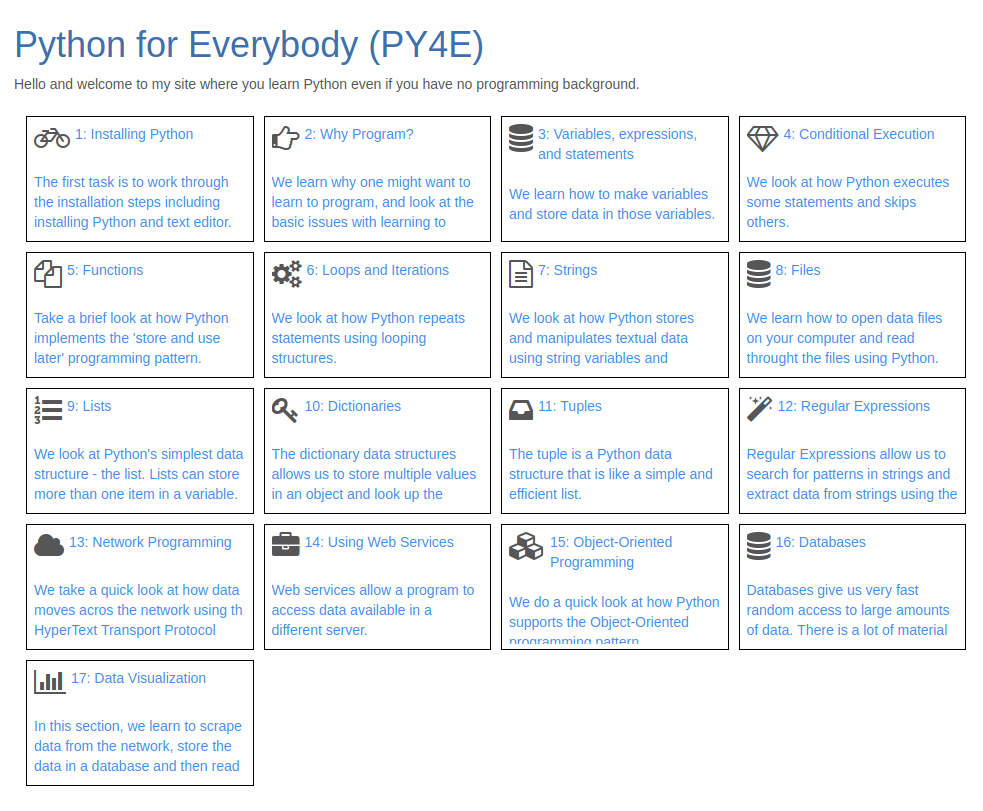 Python for Everybody (PY4E)
Hello and welcome to my site where you learn Python even if you have no programming background.
1: Installing Python
The first task is to work through
the installation steps including
installing Python and text editor.
2: Why Program?
We learn why one might want to
learn to program, and look at the
basic issues with learning to
3: Variables, expressions,
and statements
We learn how to make variables
and store data in those variables.
4: Conditional Execution
We look at how Python executes
some statements and skips
others.
5: Functions
Take a brief look at how Python
implements the 'store and use
later' programming pattern.
6: Loops and Iterations
We look at how Python repeats
statements using looping
structures.
7: Strings
We look at how Python stores
and manipulates textual data
using string variables and
8: Files
We learn how to open data files
on your computer and read
throught the files using Python.
1
2
3
9: Lists
We look at Python's simplest data
structure - the list. Lists can store
more than one item in a variable.
10: Dictionaries
The dictionary data structures
allows us to store multiple values
in an object and look up the
11: Tuples
The tuple is a Python data
structure that is like a simple and
efficient list.
12: Regular Expressions
Regular Expressions allow us to
search for patterns in strings and
extract data from strings using the
13: Network Programming
We take a quick look at how data
moves acros the network using th
HyperText Transport Protocol
14: Using Web Services
Web services allow a program to
access data available in a
different server.
15: Object-Oriented
Programming
We do a quick look at how Python
supports the Object-Oriented
programming pattern
16: Databases
Databases give us very fast
random access to large amounts
of data. There is a lot of material
17: Data Visualization
In this section, we learn to scrape
data from the network, store the
data in a database and then read